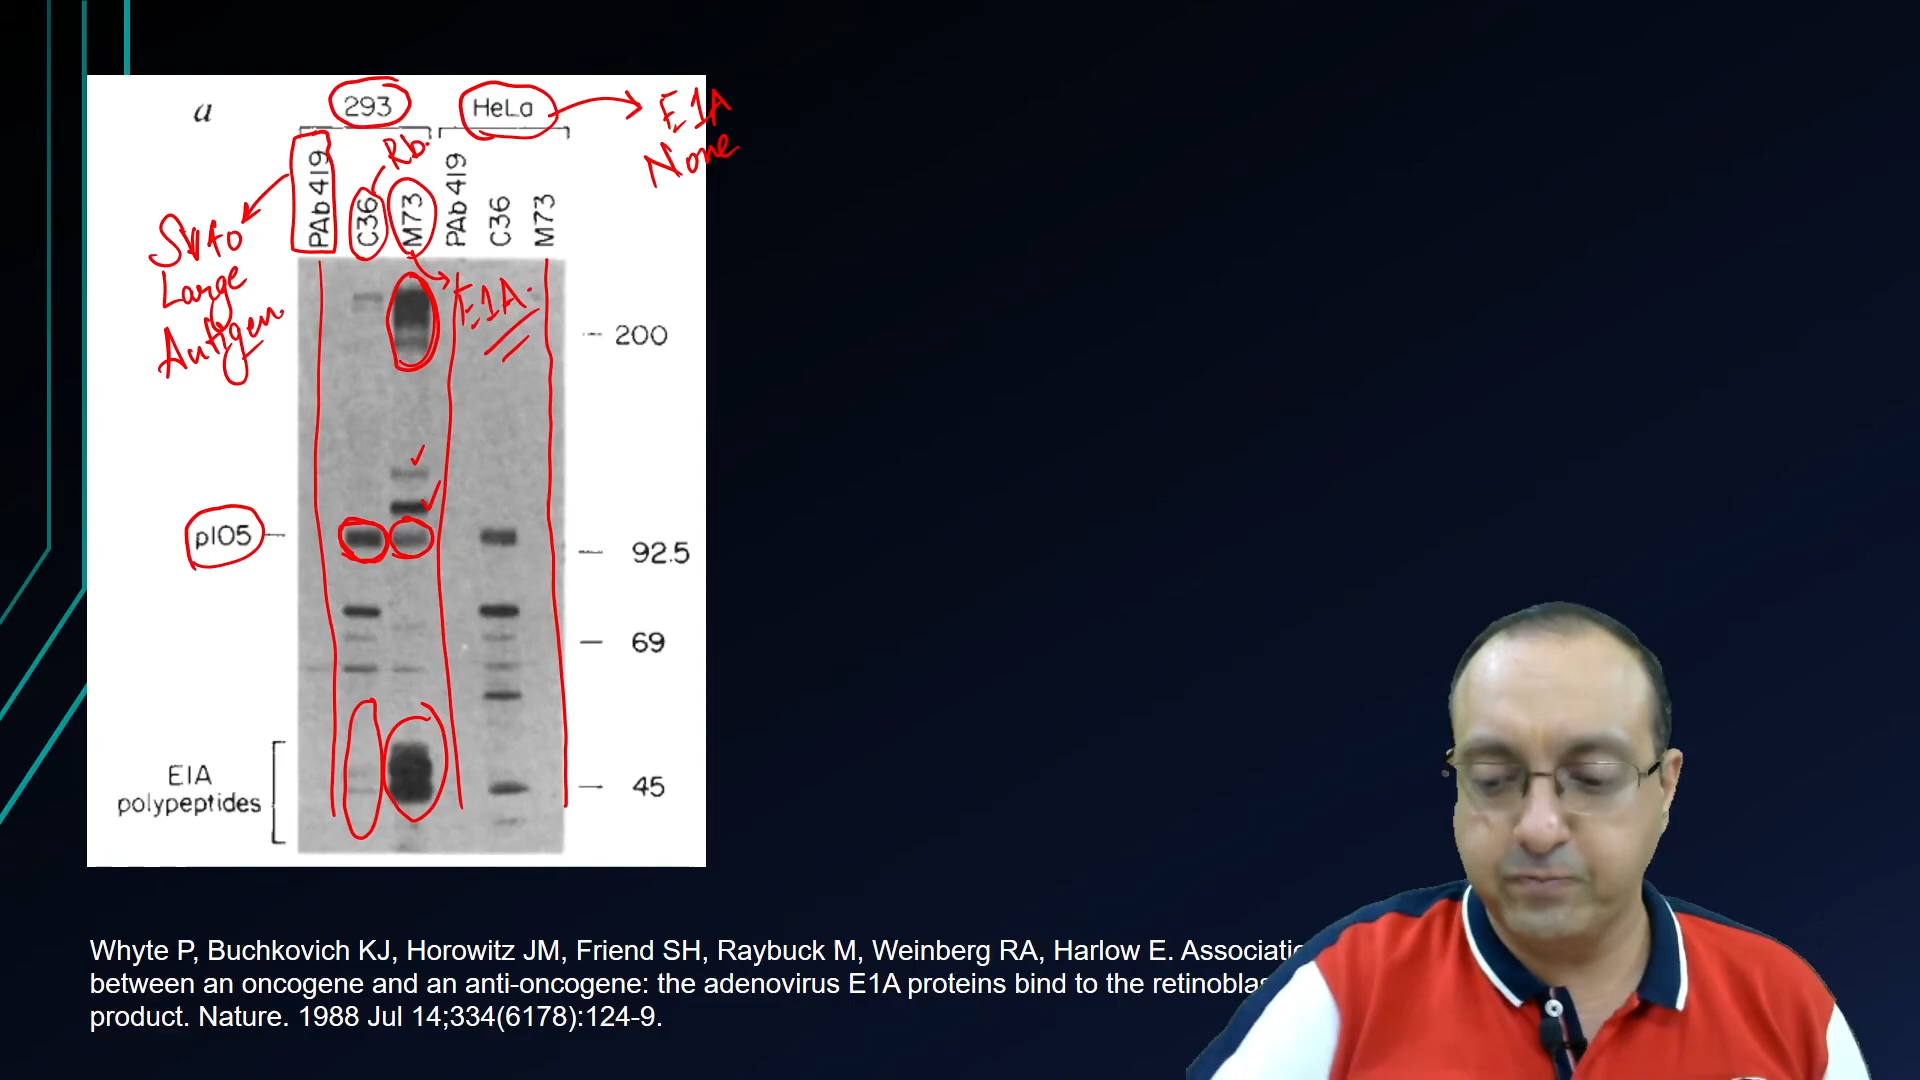 a
293
HeLa
E1A
None
Rb.
PAb 419
C36
M73
PAb 419
C36
M73
SV40
Large
Antigen
E1A.
200
p105
92.5
69
E1A
polypeptides
45
Whyte P, Buchkovich KJ, Horowitz JM, Friend SH, Raybuck M, Weinberg RA, Harlow E.
between an oncogene and an anti-oncogene: the adenovirus E1A proteins bind to the
product. Nature. 1988 Jul 14;334(6178):124-9.